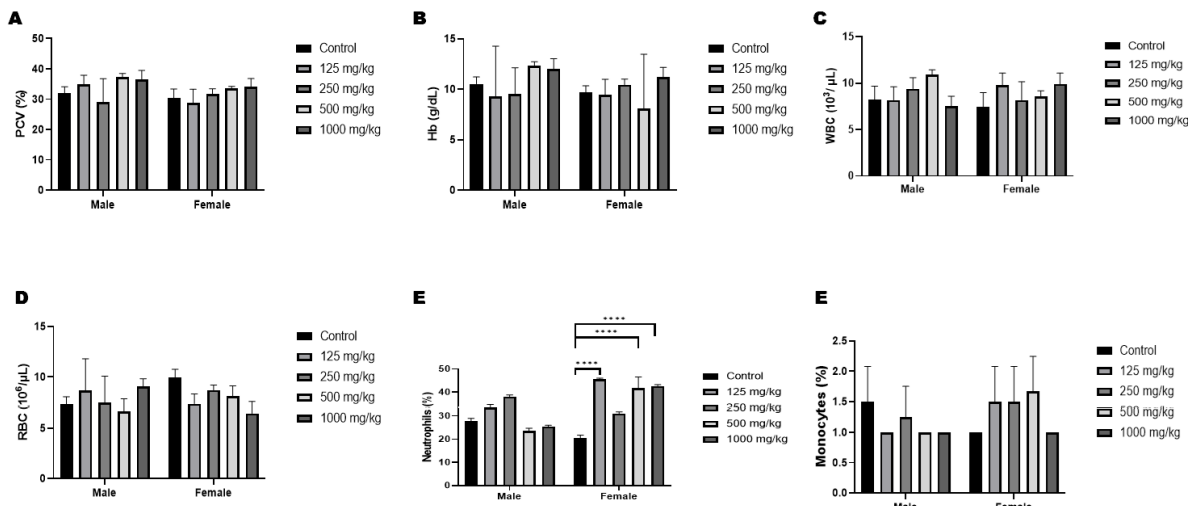 A
PCV (%)
50
40
30
20
10
0
Male
Female
Control
125 mg/kg
250 mg/kg
500 mg/kg
1000 mg/kg
B
Hb (g/dL)
15
10
5
0
Male
Female
Control
125 mg/kg
250 mg/kg
500 mg/kg
1000 mg/kg
C
WBC (10³/ µL)
15
10
5
0
Male
Female
Control
125 mg/kg
250 mg/kg
500 mg/kg
1000 mg/kg
D
RBC (10⁶/µL)
15
10
5
0
Male
Female
Control
125 mg/kg
250 mg/kg
500 mg/kg
1000 mg/kg
E
Neutrophils (%)
50
40
30
20
10
0
****
****
****
Male
Female
Control
125 mg/kg
250 mg/kg
500 mg/kg
1000 mg/kg
E
Monocytes (%)
2.5
2.0
1.5
1.0
0.5
0.0
Male
Female
Control
125 mg/kg
250 mg/kg
500 mg/kg
1000 mg/kg